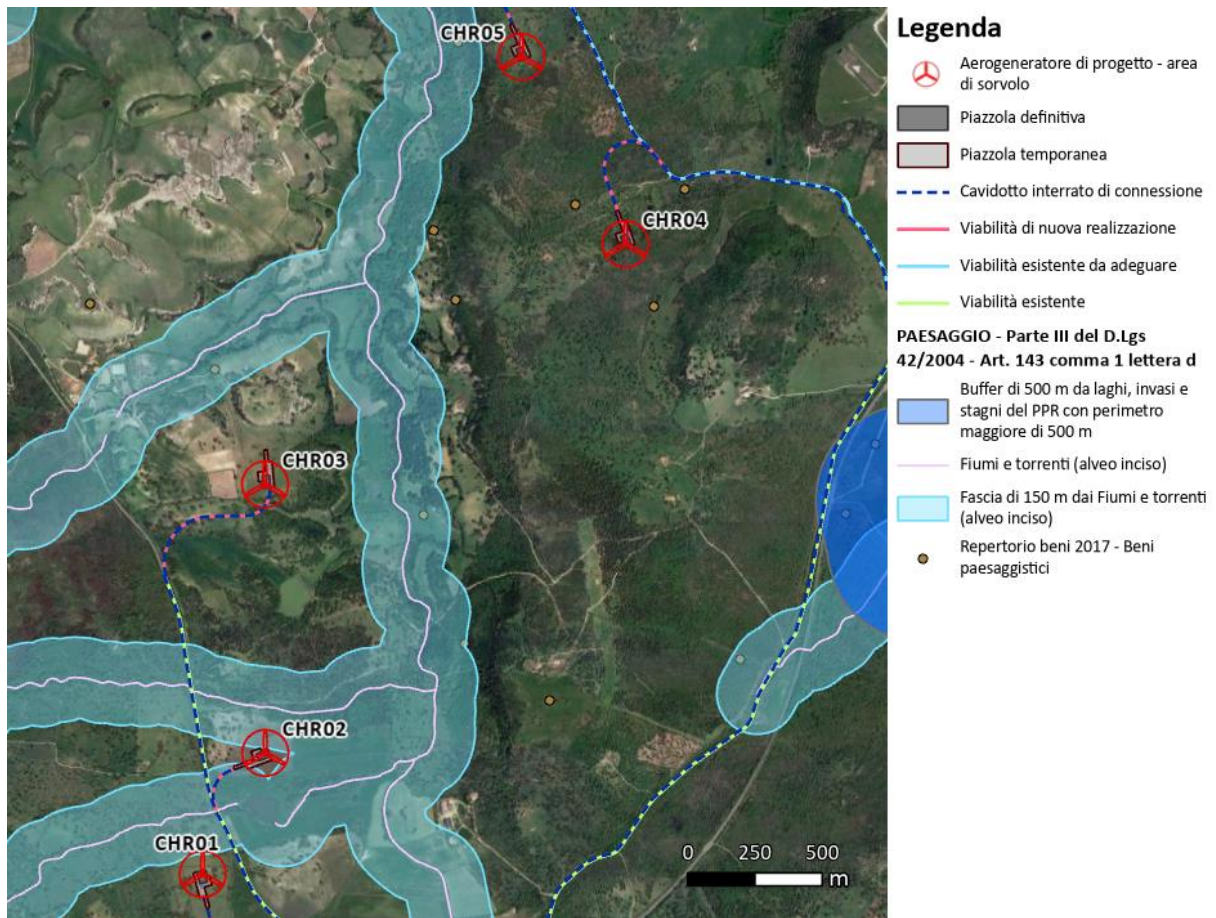 CHR05
CHR04
CHR03
CHR02
CHR01
0 250 500
m
Legenda
Aerogeneratore di progetto - area
di sorvolo
Piazzola definitiva
Piazzola temporanea
Cavidotto interrato di connessione
Viabilità di nuova realizzazione
Viabilità esistente da adeguare
Viabilità esistente
PAESAGGIO - Parte III del D.Lgs
42/2004 - Art. 143 comma 1 lettera d
Buffer di 500 m da laghi, invasi e
stagni del PPR con perimetro
maggiore di 500 m
Fiumi e torrenti (alveo inciso)
Fascia di 150 m dai Fiumi e torrenti
(alveo inciso)
Repertorio beni 2017 - Beni
paesaggistici